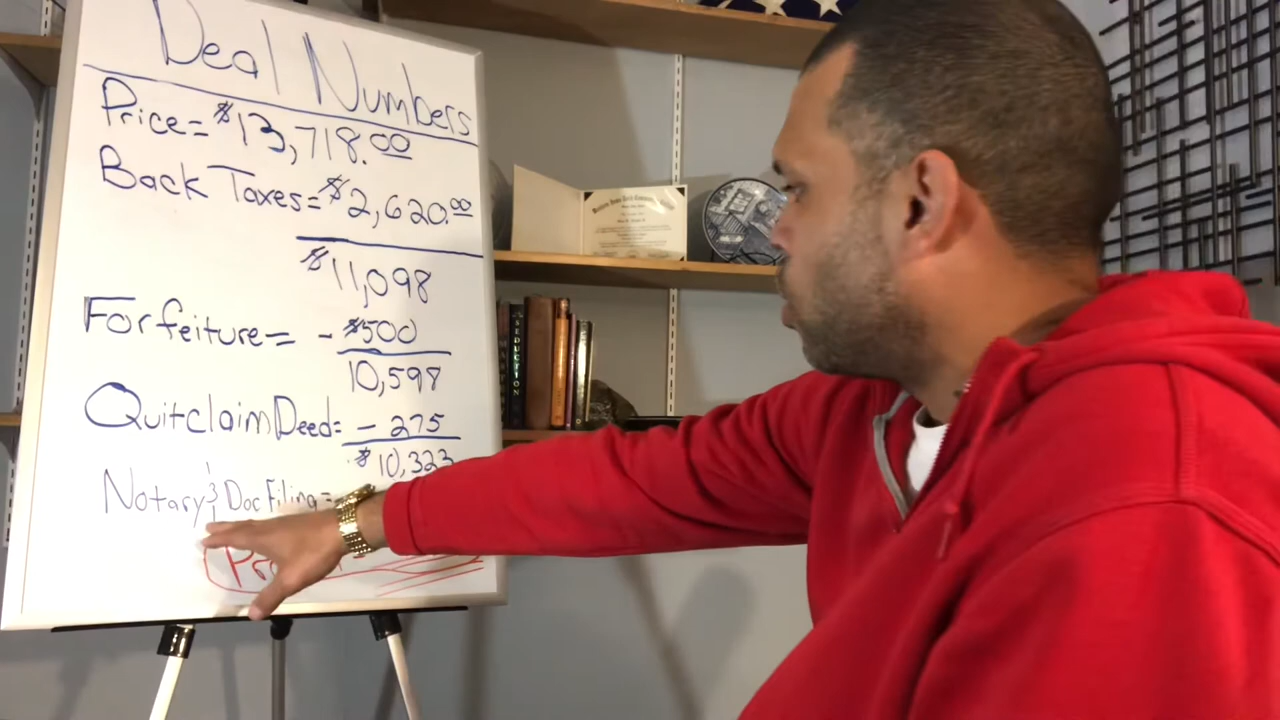 Deal Numbers
Price = $13,718.00
Back Taxes = $2,620.00
$11,098
Forfeiture = - $500
10,598
Quitclaim Deed = - 275
$10,323
Notary & Doc Filing =
SEDUCTION